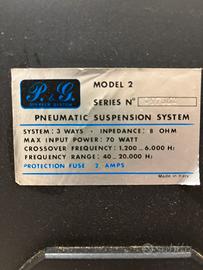 P.&G.
MODEL 2
SERIES N°
PNEUMATIC SUSPENSION SYSTEM
SYSTEM: 3 WAYS - INPEDANCE: 8 OHM
MAX INPUT POWER: 70 WATT
CROSSOVER FREQUENCY: 1.200 - 6.000 Hz:
FREQUENCY RANGE: 40 - 20.000 Hz:
PROTECTION FUSE 2 AMPS
Made in Italy